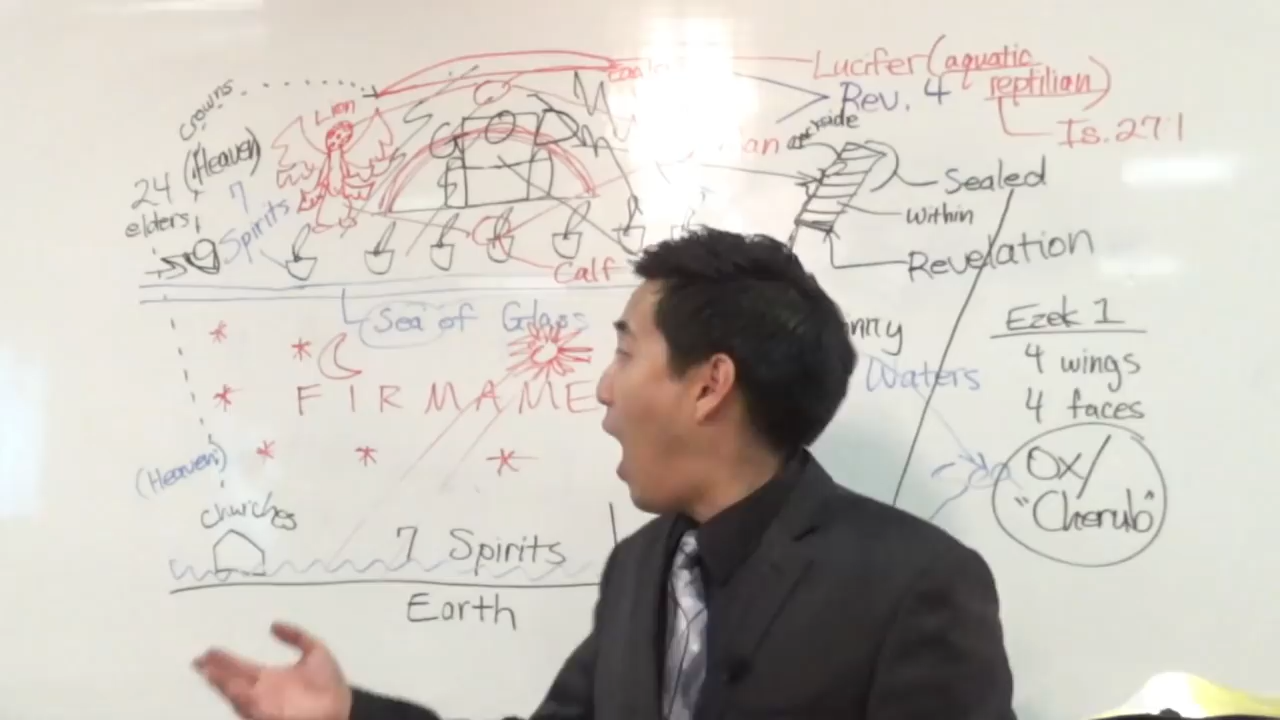 Lucifer (aquatic
reptilian)
Is. 27:1
Rev. 4
crowns
Lion
(Heaven)
24
elders
7
Spirits
GOD
Calf
Sealed
within
Revelation
Sea of Glass
FIRMAME
Waters
Ezek 1
4 wings
4 faces
Ox/
"Cherub"
(Heaven)
churches
7 Spirits
Earth